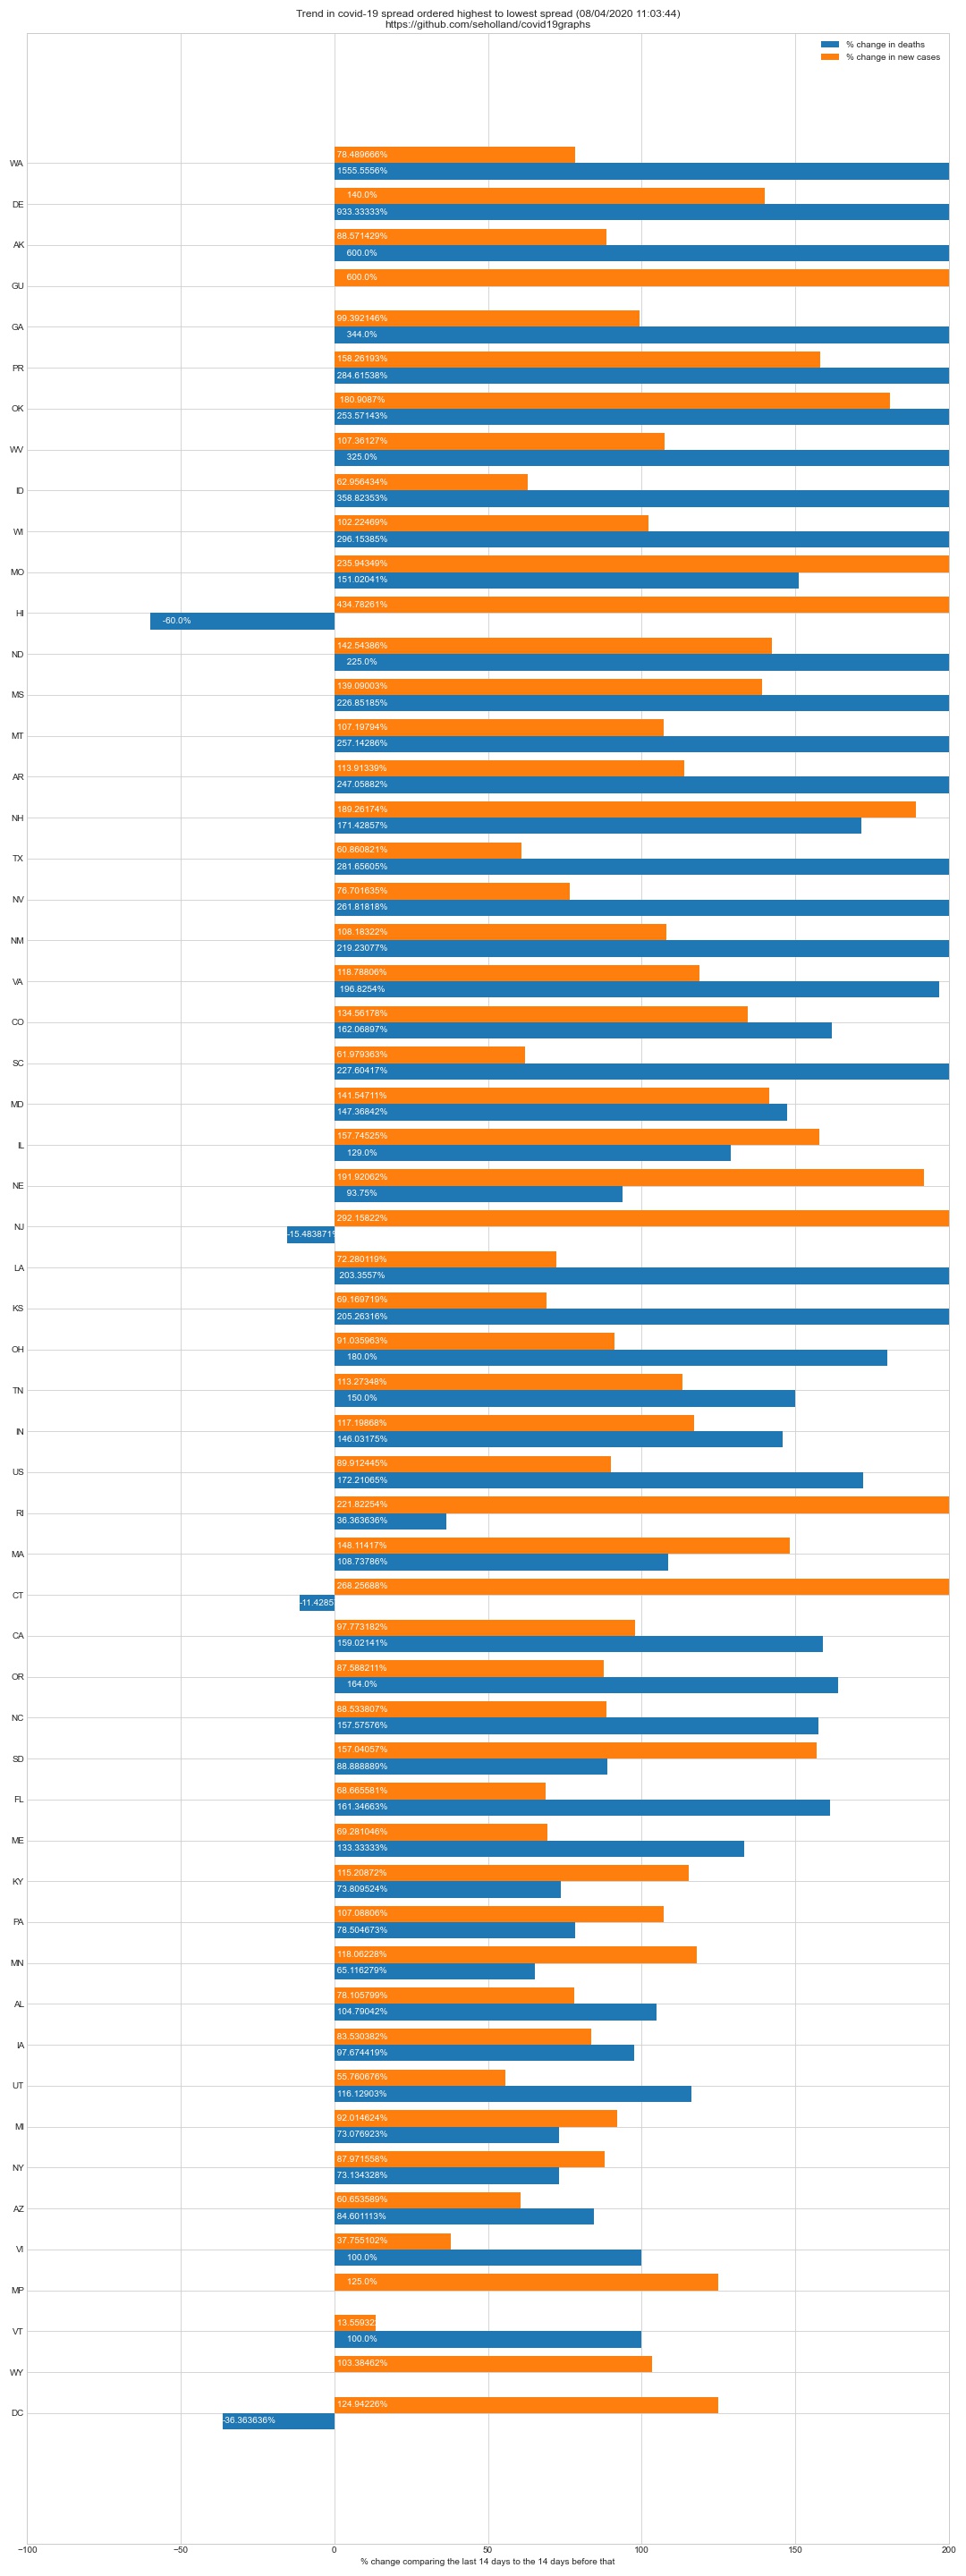 Trend in covid-19 spread ordered highest to lowest spread (08/04/2020 11:03:44)
https://github.com/seholland/covid19graphs
% change in deaths
% change in new cases
78.489666%
WA
1555.5556%
140.0%
DE
933.33333%
88.571429%
AK
600.0%
600.0%
GU
99.392146%
GA
344.0%
158.26193%
PR
284.61538%
180.9087%
OK
253.57143%
107.36127%
WV
325.0%
62.956434%
ID
358.82353%
102.22469%
WI
296.15385%
235.94349%
MO
151.02041%
434.78261%
HI
-60.0%
142.54386%
ND
225.0%
139.09003%
MS
226.85185%
107.19794%
MT
257.14286%
113.91339%
AR
247.05882%
189.26174%
NH
171.42857%
60.860821%
TX
281.65605%
76.701635%
NV
261.81818%
108.18322%
NM
219.23077%
118.78806%
VA
196.8254%
134.56178%
CO
162.06897%
61.979363%
SC
227.60417%
141.54711%
MD
147.36842%
157.74525%
IL
129.0%
191.92062%
NE
93.75%
292.15822%
NJ
-15.483871%
72.280119%
LA
203.3557%
69.169719%
KS
205.26316%
91.035963%
OH
180.0%
113.27348%
TN
150.0%
117.19868%
IN
146.03175%
89.912445%
US
172.21065%
221.82254%
RI
36.363636%
148.11417%
MA
108.73786%
268.25688%
CT
-11.4285
97.773182%
CA
159.02141%
87.588211%
OR
164.0%
88.533807%
NC
157.57576%
157.04057%
SD
88.888889%
68.665581%
FL
161.34663%
69.281046%
ME
133.33333%
115.20872%
KY
73.809524%
107.08806%
PA
78.504673%
118.06228%
MN
65.116279%
78.105799%
AL
104.79042%
83.530382%
IA
97.674419%
55.760676%
UT
116.12903%
92.014624%
MI
73.076923%
87.971558%
NY
73.134328%
60.653589%
AZ
84.601113%
37.755102%
VI
100.0%
125.0%
MP
13.55932
VT
100.0%
103.38462%
WY
124.94226%
DC
-36.363636%
−100 −50 0 50 100 150 200
% change comparing the last 14 days to the 14 days before that